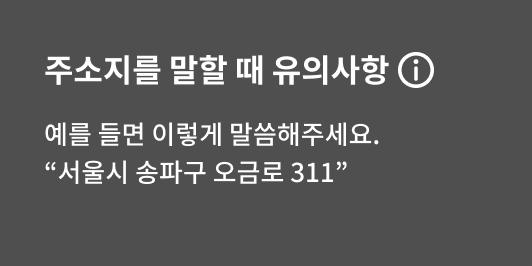 주소지를 말할 때 유의사항 ⓘ
예를 들면 이렇게 말씀해주세요.
“서울시 송파구 오금로 311”